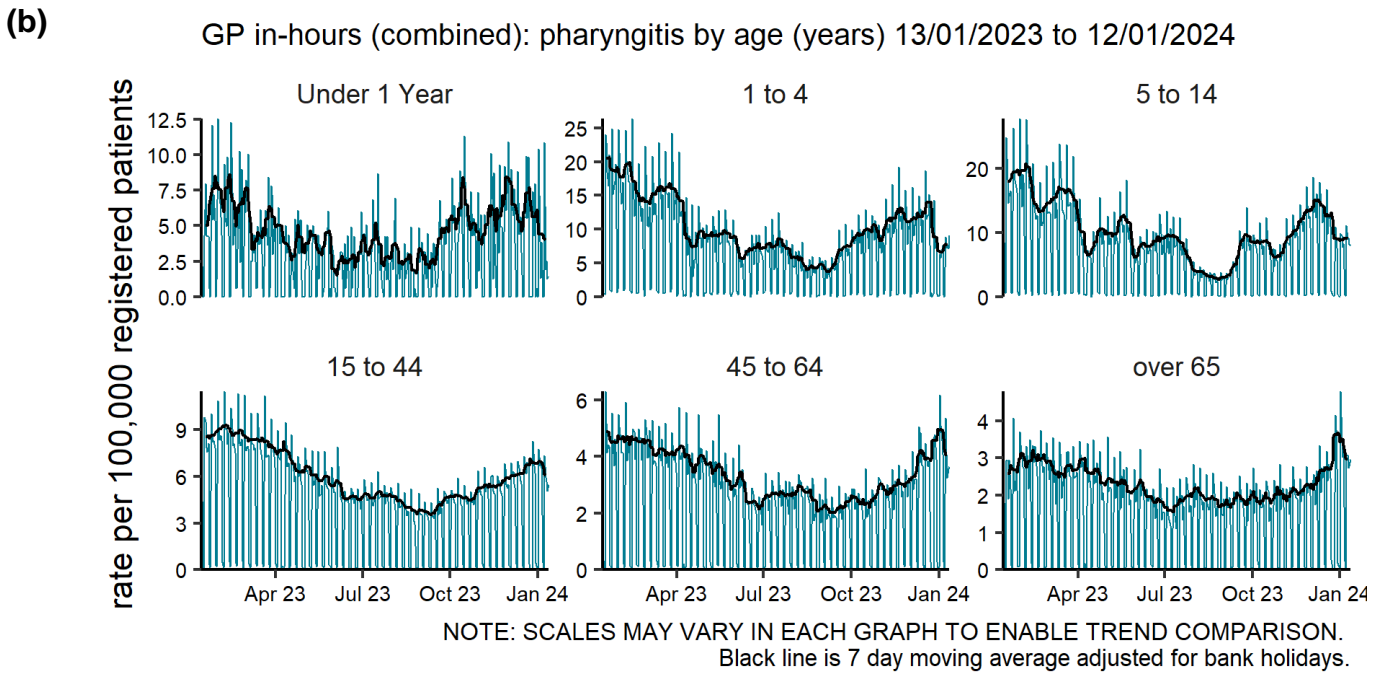 (b)
GP in-hours (combined): pharyngitis by age (years) 13/01/2023 to 12/01/2024
rate per 100,000 registered patients
Under 1 Year
12.5
10.0
7.5
5.0
2.5
0.0
1 to 4
25
20
15
10
5
0
5 to 14
20
10
0
15 to 44
9
6
3
0
Apr 23 Jul 23 Oct 23 Jan 24
45 to 64
6
4
2
0
Apr 23 Jul 23 Oct 23 Jan 24
over 65
4
3
2
1
0
Apr 23 Jul 23 Oct 23 Jan 24
NOTE: SCALES MAY VARY IN EACH GRAPH TO ENABLE TREND COMPARISON.
Black line is 7 day moving average adjusted for bank holidays.